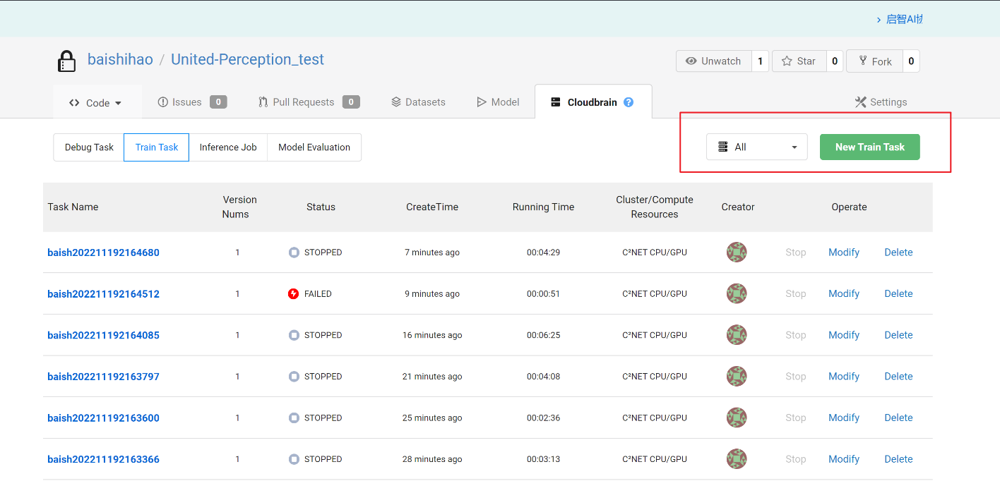 > 启智AI协
baishihao / United-Perception_test
Unwatch 1 Star 0 Fork 0
Code Issues 0 Pull Requests 0 Datasets Model Cloudbrain ? Settings
Debug Task Train Task Inference Job Model Evaluation All New Train Task
Task Name Version Nums Status CreateTime Running Time Cluster/Compute Resources Creator Operate
baish202211192164680 1 STOPPED 7 minutes ago 00:04:29 C²NET CPU/GPU Stop Modify Delete
baish202211192164512 1 FAILED 9 minutes ago 00:00:51 C²NET CPU/GPU Stop Modify Delete
baish202211192164085 1 STOPPED 16 minutes ago 00:06:25 C²NET CPU/GPU Stop Modify Delete
baish202211192163797 1 STOPPED 21 minutes ago 00:04:08 C²NET CPU/GPU Stop Modify Delete
baish202211192163600 1 STOPPED 25 minutes ago 00:02:36 C²NET CPU/GPU Stop Modify Delete
baish202211192163366 1 STOPPED 28 minutes ago 00:03:13 C²NET CPU/GPU Stop Modify Delete